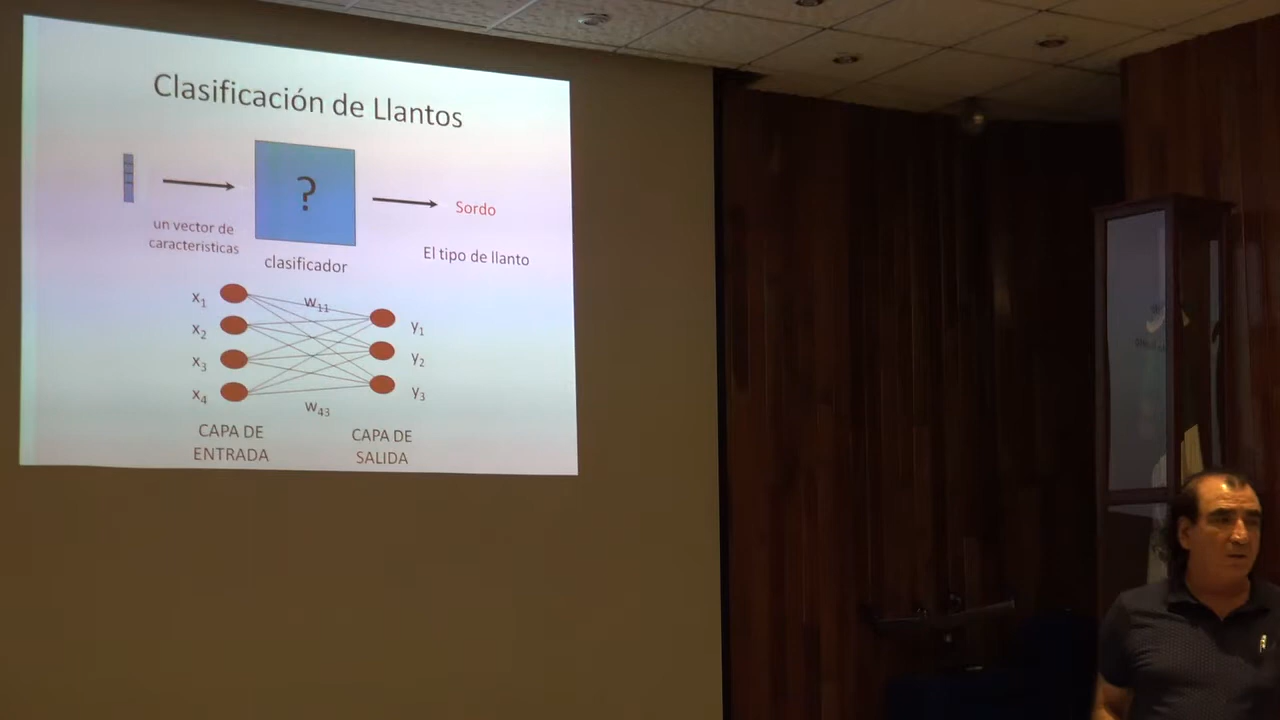 Clasificación de Llantos
?
Sordo
un vector de
caracteristicas
clasificador
El tipo de llanto
x1
w11
y1
x2
y2
x3
y3
x4
w43
CAPA DE
ENTRADA
CAPA DE
SALIDA